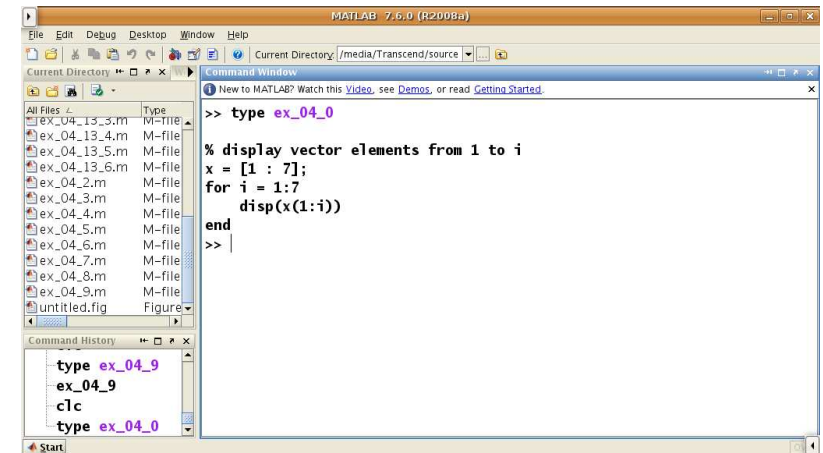 MATLAB 7.6.0 (R2008a)
File Edit Debug Desktop Window Help
Current Directory: /media/Transcend/source
Current Directory
All Files Type
ex_04_13_3.m M-file
ex_04_13_4.m M-file
ex_04_13_5.m M-file
ex_04_13_6.m M-file
ex_04_2.m M-file
ex_04_3.m M-file
ex_04_4.m M-file
ex_04_5.m M-file
ex_04_6.m M-file
ex_04_7.m M-file
ex_04_8.m M-file
ex_04_9.m M-file
untitled.fig Figure
Command History
type ex_04_9
ex_04_9
clc
type ex_04_0
Command Window
New to MATLAB? Watch this Video, see Demos, or read Getting Started.
>> type ex_04_0
% display vector elements from 1 to i
x = [1 : 7];
for i = 1:7
disp(x(1:i))
end
>>
Start